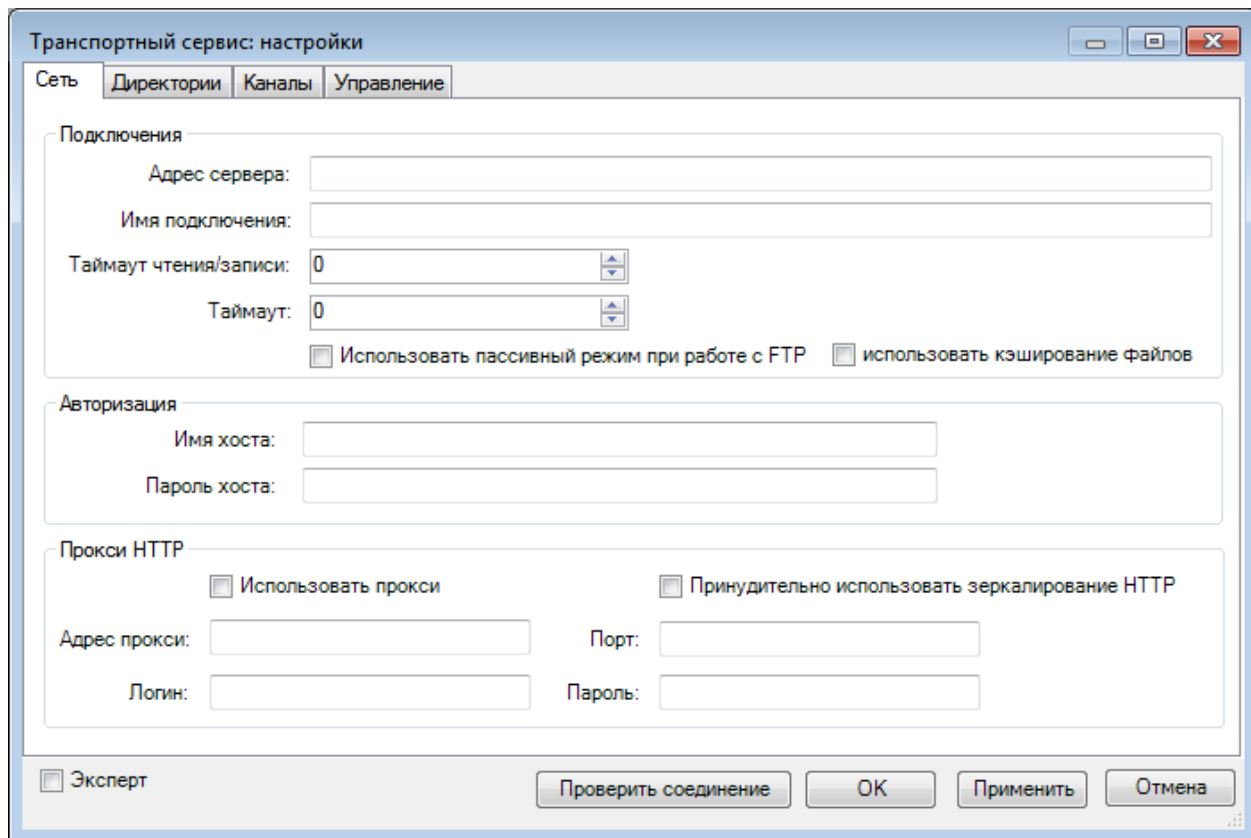 Транспортный сервис: настройки
Сеть Директории Каналы Управление
Подключения
Адрес сервера:
Имя подключения:
Таймаут чтения/записи: 0
Таймаут: 0
Использовать пассивный режим при работе с FTP использовать кэширование файлов
Авторизация
Имя хоста:
Пароль хоста:
Прокси HTTP
Использовать прокси Принудительно использовать зеркалирование HTTP
Адрес прокси: Порт:
Логин: Пароль:
Эксперт Проверить соединение OK Применить Отмена